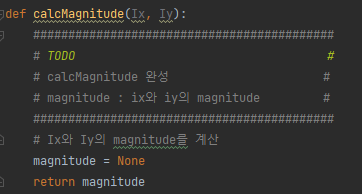 def calcMagnitude(Ix, Iy):
###########################################
# TODO #
# calcMagnitude 완성 #
# magnitude : ix와 iy의 magnitude #
###########################################
# Ix와 Iy의 magnitude를 계산
magnitude = None
return magnitude